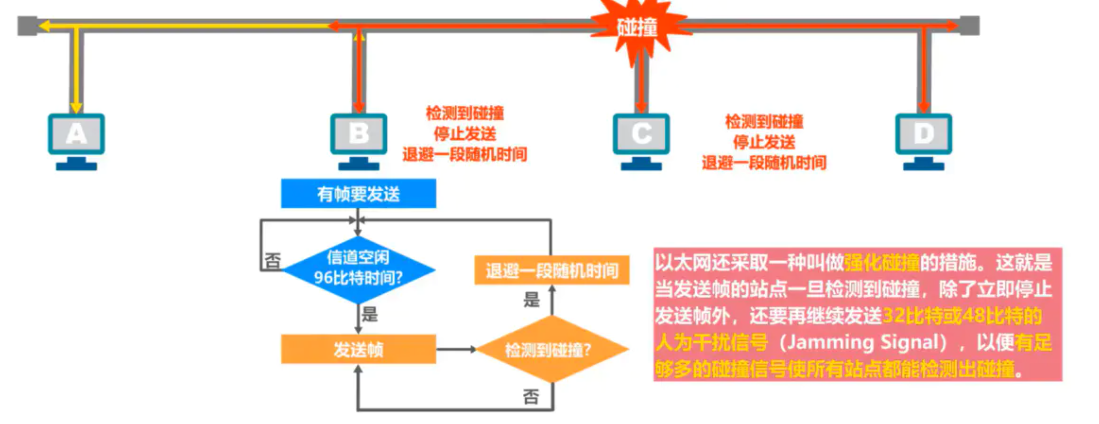 碰撞
A
B
C
D
检测到碰撞
停止发送
退避一段随机时间
检测到碰撞
停止发送
退避一段随机时间
有帧要发送
信道空闲
96比特时间?
否
是
发送帧
退避一段随机时间
是
检测到碰撞?
否
以太网还采取一种叫做强化碰撞的措施。这就是
当发送帧的站点一旦检测到碰撞，除了立即停止
发送帧外，还要再继续发送32比特或48比特的
人为干扰信号（Jamming Signal），以便有足
够多的碰撞信号使所有站点都能检测出碰撞。